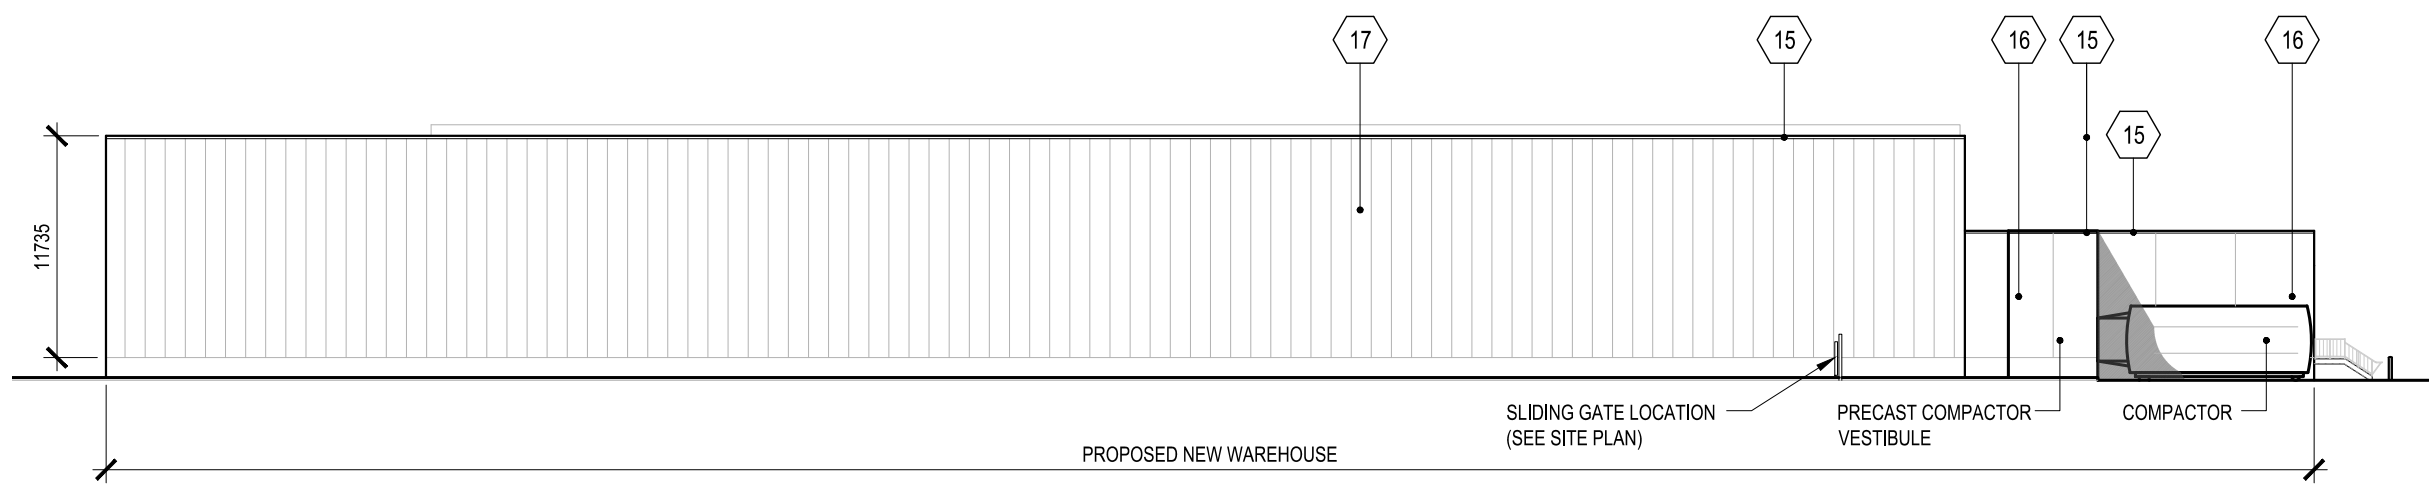 17
15
16
15
16
15
11735
SLIDING GATE LOCATION
(SEE SITE PLAN)
PRECAST COMPACTOR
VESTIBULE
COMPACTOR
PROPOSED NEW WAREHOUSE